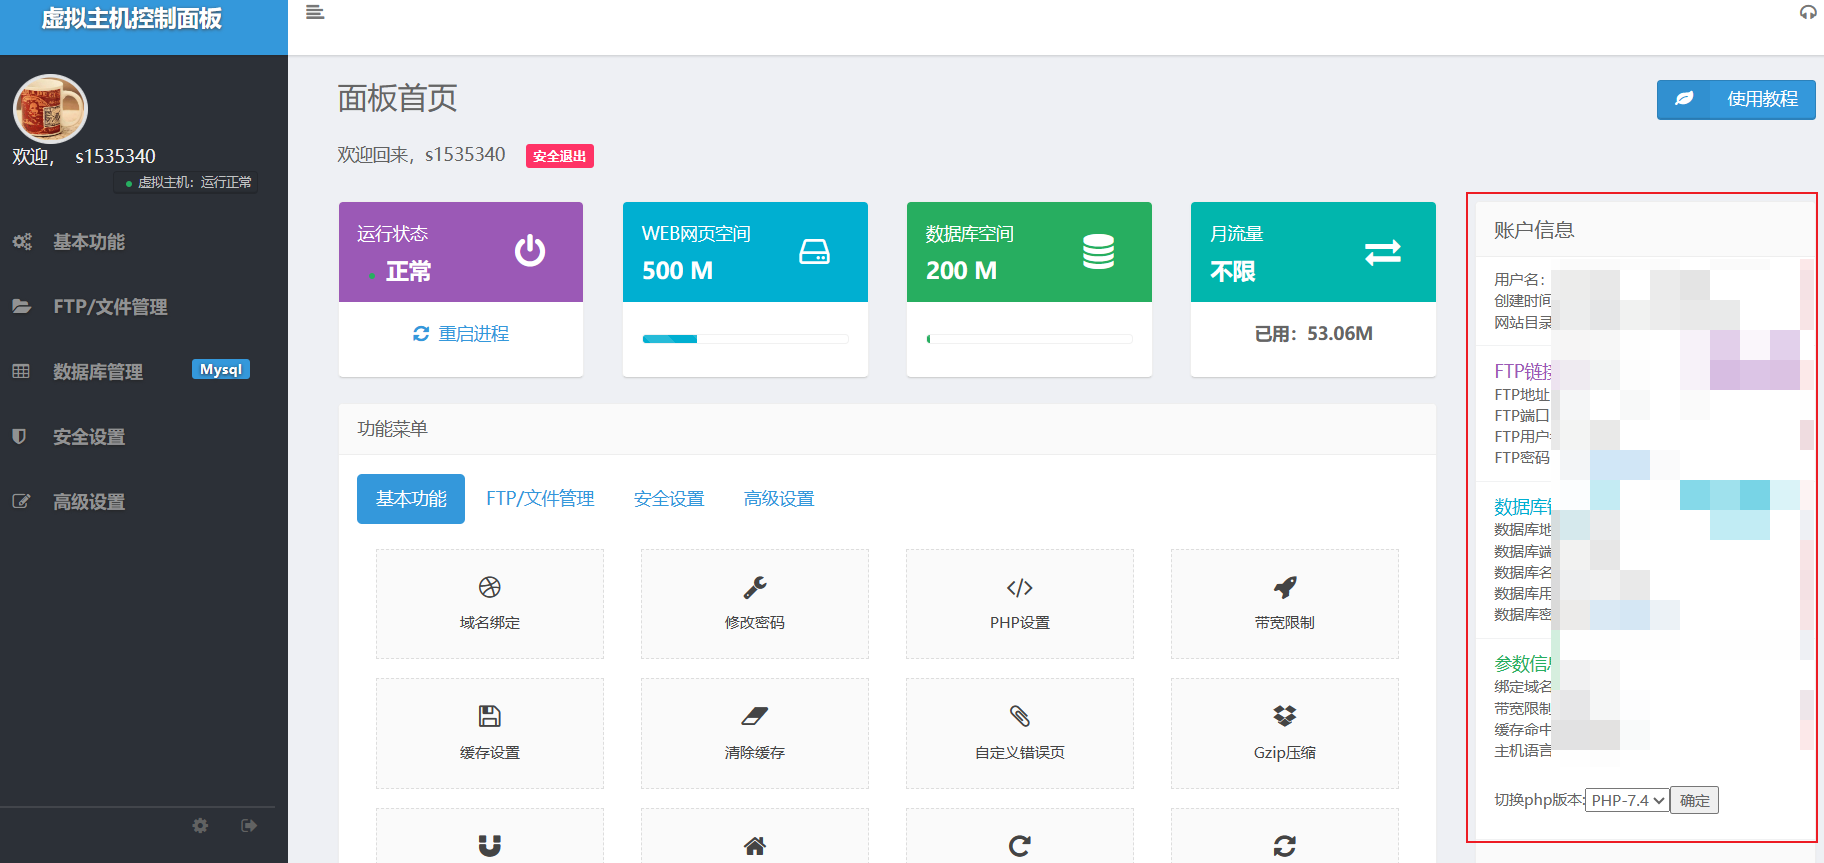 虚拟主机控制面板
欢迎， s1535340
虚拟主机：运行正常
基本功能
FTP/文件管理
数据库管理 Mysql
安全设置
高级设置
面板首页
使用教程
欢迎回来，s1535340 安全退出
运行状态
正常
重启进程
WEB网页空间
500 M
数据库空间
200 M
月流量
不限
已用：53.06M
功能菜单
基本功能 FTP/文件管理 安全设置 高级设置
域名绑定 修改密码 PHP设置 带宽限制
缓存设置 清除缓存 自定义错误页 Gzip压缩
账户信息
用户名：
创建时间
网站目录
FTP链接
FTP地址
FTP端口
FTP用户
FTP密码
数据库
数据库地
数据库端
数据库名
数据库用
数据库密
参数信
绑定域名
带宽限制
缓存命中
主机语言
切换php版本: PHP-7.4 确定